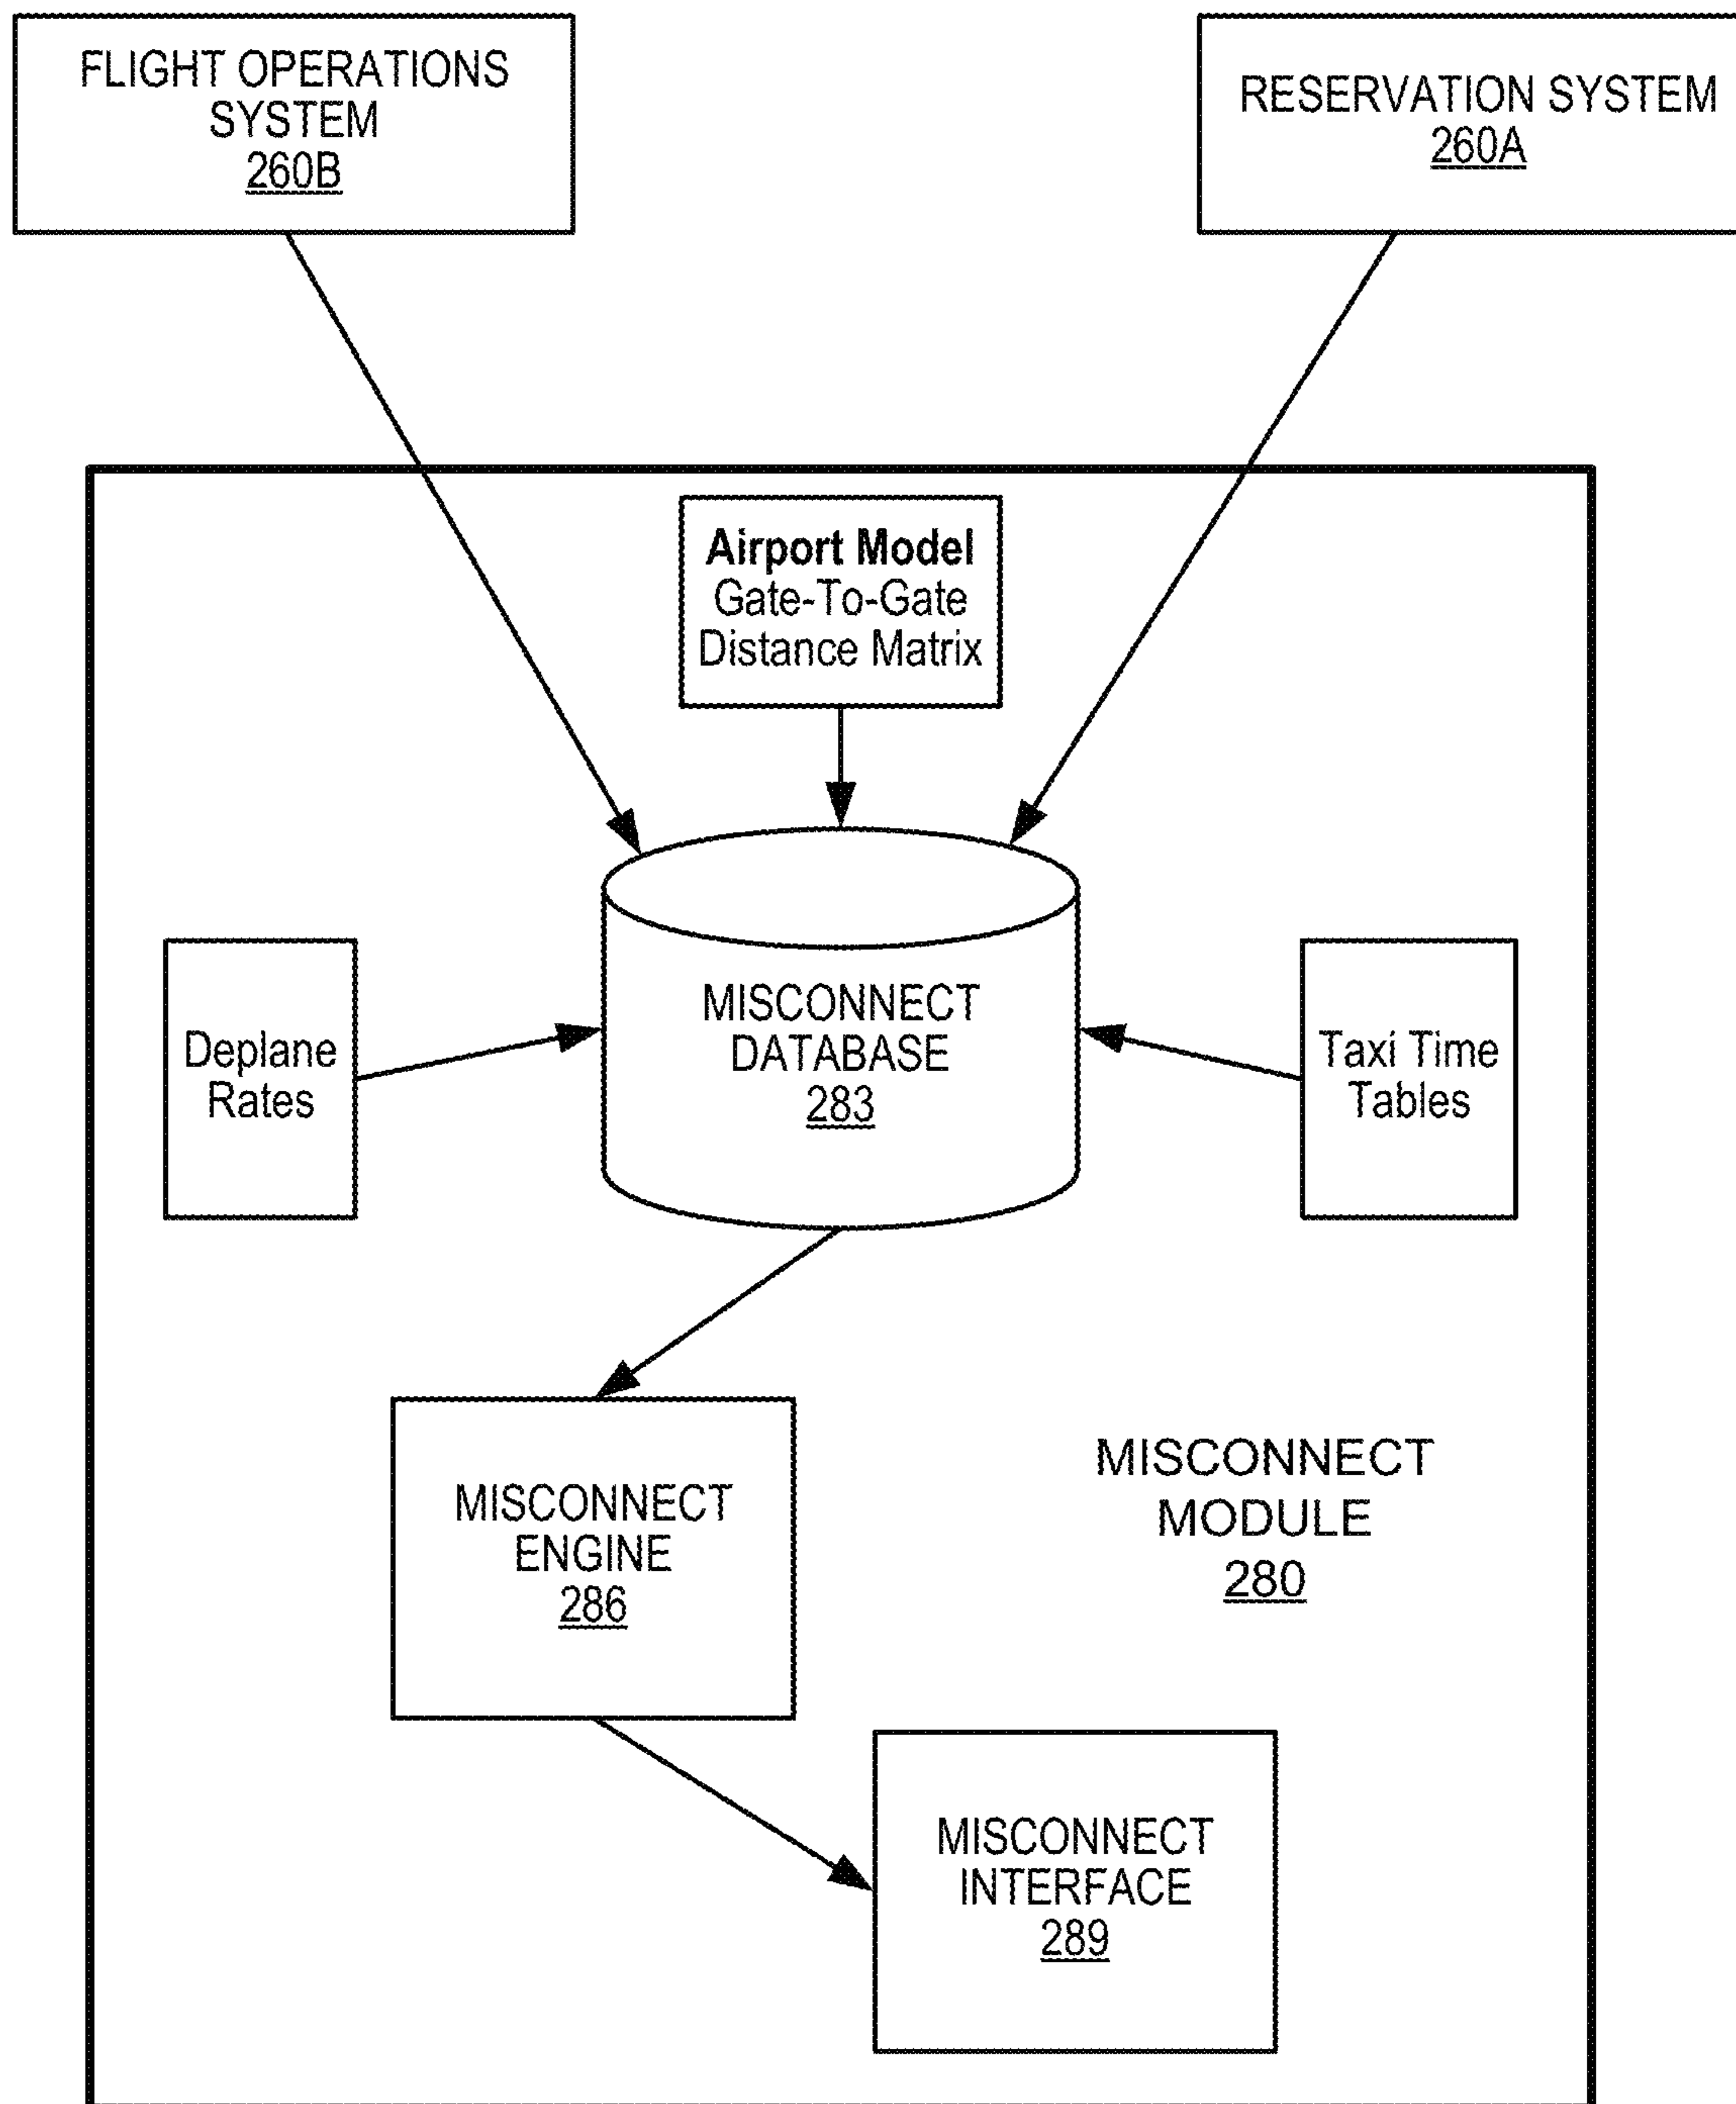 FLIGHT OPERATIONS
SYSTEM
260B
RESERVATION SYSTEM
260A
Airport Model
Gate-To-Gate
Distance Matrix
Deplane
Rates
MISCONNECT
DATABASE
283
Taxi Time
Tables
MISCONNECT
ENGINE
286
MISCONNECT
MODULE
280
MISCONNECT
INTERFACE
289